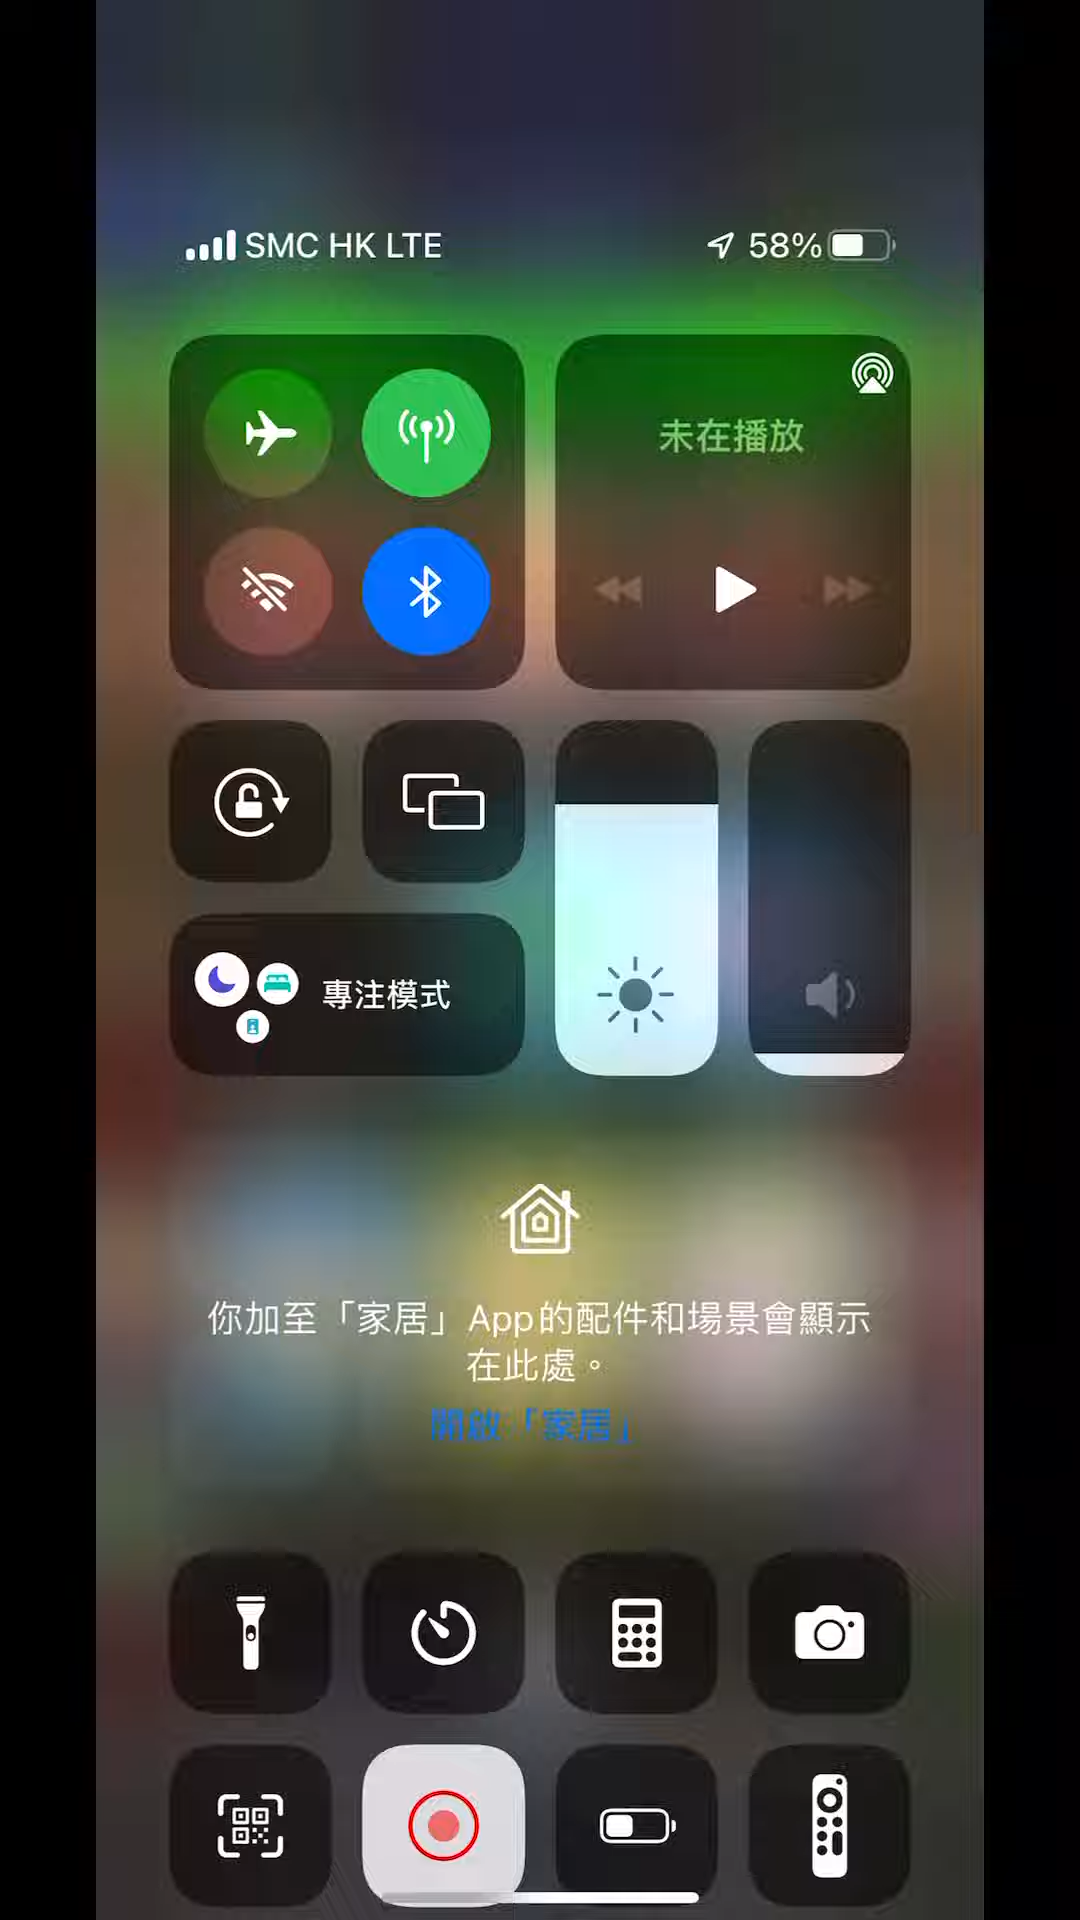 SMC HK LTE 58%
未在播放
專注模式
你加至「家居」App的配件和場景會顯示
在此處。
開啟「家居」